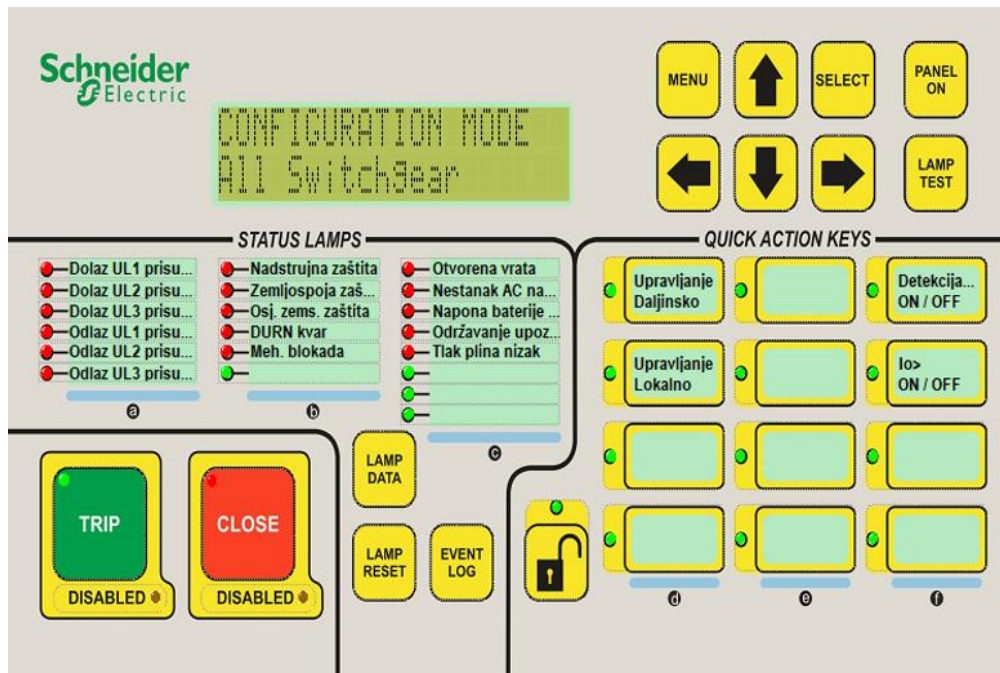 Schneider
Electric
CONFIGURATION MODE
All Switchgear
MENU
SELECT
PANEL
ON
LAMP
TEST
STATUS LAMPS
Dolaz UL1 prisu...
Dolaz UL2 prisu...
Dolaz UL3 prisu...
Odlaz UL1 prisu...
Odlaz UL2 prisu...
Odlaz UL3 prisu...
a
Nadstrujna zaštita
Zemljospoja zaš...
Osj. zems. zaštita
DURN kvar
Meh. blokada
b
Otvorena vrata
Nestanak AC na...
Napona baterije ...
Održavanje upoz...
Tlak plina nizak
c
QUICK ACTION KEYS
Upravljanje
Daljinsko
Detekcija...
ON / OFF
Upravljanje
Lokalno
Io>
ON / OFF
d
e
f
TRIP
DISABLED
CLOSE
DISABLED
LAMP
DATA
LAMP
RESET
EVENT
LOG